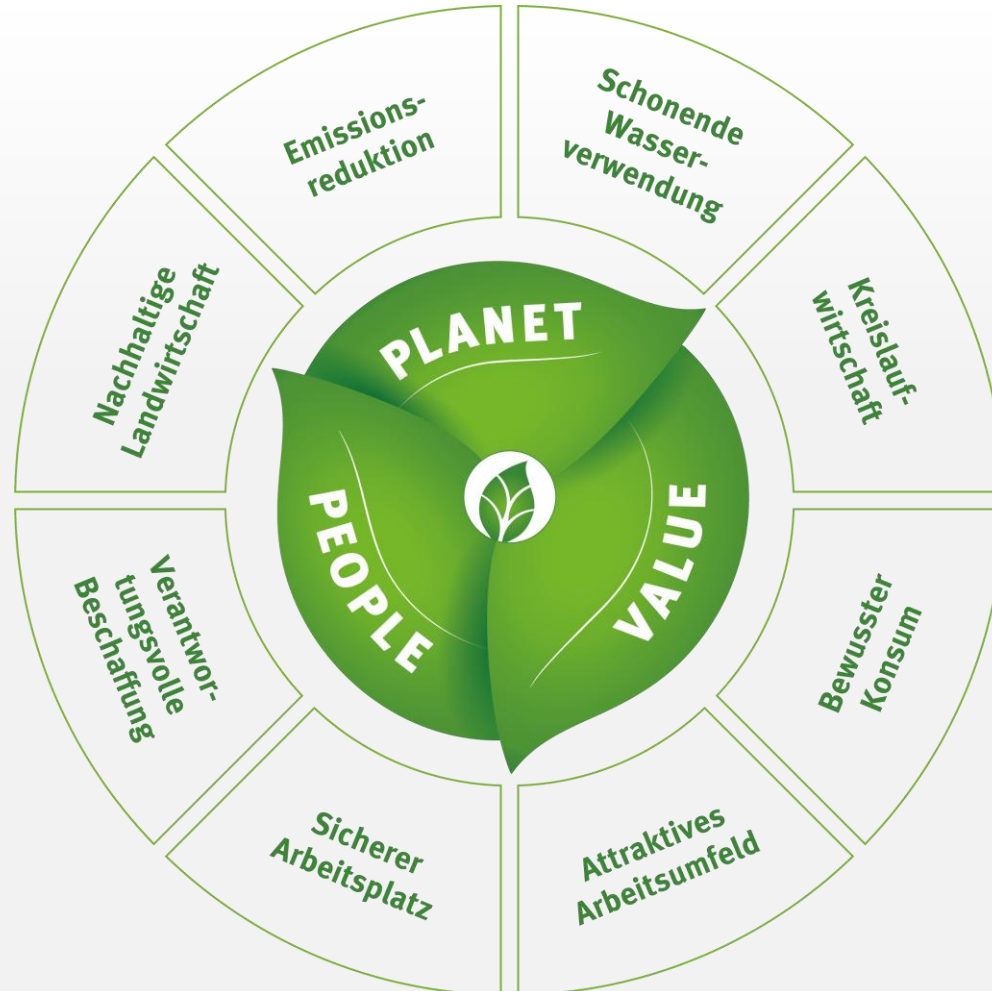 Emissions-
reduktion
Schonende
Wasser-
verwendung
Nachhaltige
Landwirtschaft
Kreislauf-
wirtschaft
PLANET
PEOPLE
VALUE
Verantwor-
tungsvolle
Beschaffung
Bewusster
Konsum
Sicherer
Arbeitsplatz
Attraktives
Arbeitsumfeld